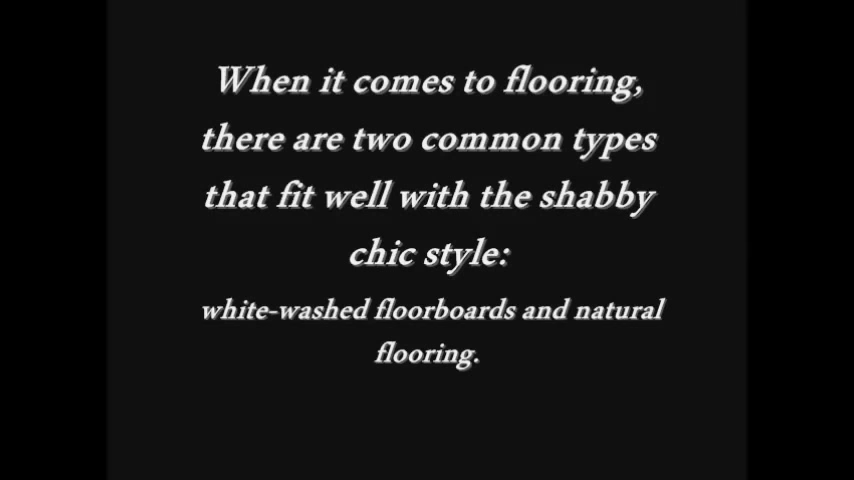 When it comes to flooring,
there are two common types
that fit well with the shabby
chic style:
white-washed floorboards and natural
flooring.